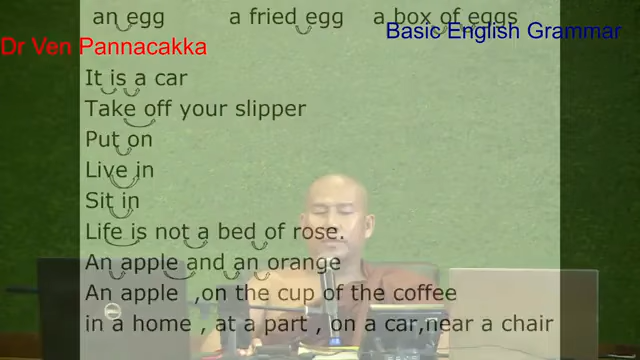 an egg a fried egg a box of eggs
Basic English Grammar
Dr Ven Pannacakka
It is a car
Take off your slipper
Put on
Live in
Sit in
Life is not a bed of rose.
An apple and an orange
An apple ,on the cup of the coffee
in a home , at a part , on a car,near a chair